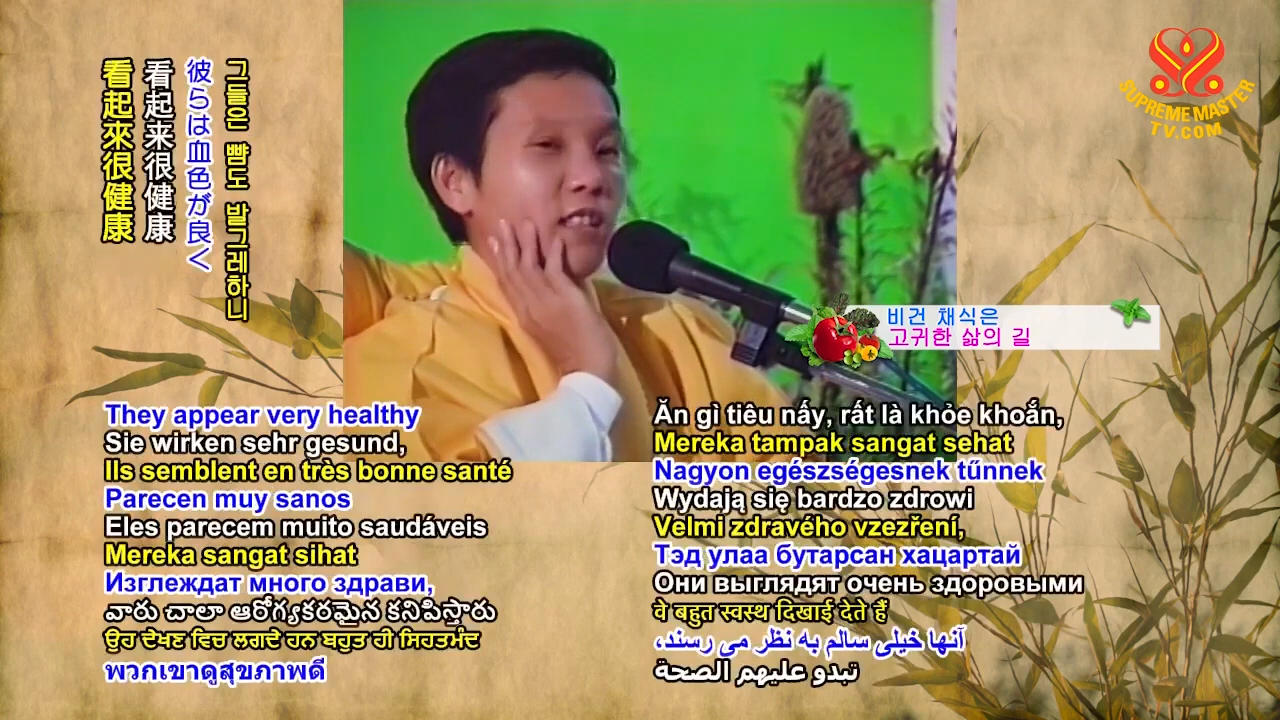 그들은 뺨도 발그레하니
彼らは血色が良く
看起来很健康
看起來很健康
SUPREME MASTER
TV.COM
비건 채식은
고귀한 삶의 길
They appear very healthy
Sie wirken sehr gesund,
Ils semblent en très bonne santé
Parecen muy sanos
Eles parecem muito saudáveis
Mereka sangat sihat
Изглеждат много здрави,
వారు చాలా ఆరోగ్యకరమైన కనిపిస్తారు
ਉਹ ਦੇਖਣ ਵਿਚ ਲਗਦੇ ਹਨ ਬਹੁਤ ਹੀ ਸਿਹਤਮੰਦ
พวกเขาดูสุขภาพดี
Ăn gì tiêu nấy, rất là khỏe khoắn,
Mereka tampak sangat sehat
Nagyon egészségesnek tűnnek
Wydają się bardzo zdrowi
Velmi zdravého vzezření,
Тэд улаа бутарсан хацартай
Они выглядят очень здоровыми
वे बहुत स्वस्थ दिखाई देते हैं
آنها خیلی سالم به نظر می رسند،
تبدو عليهم الصحة